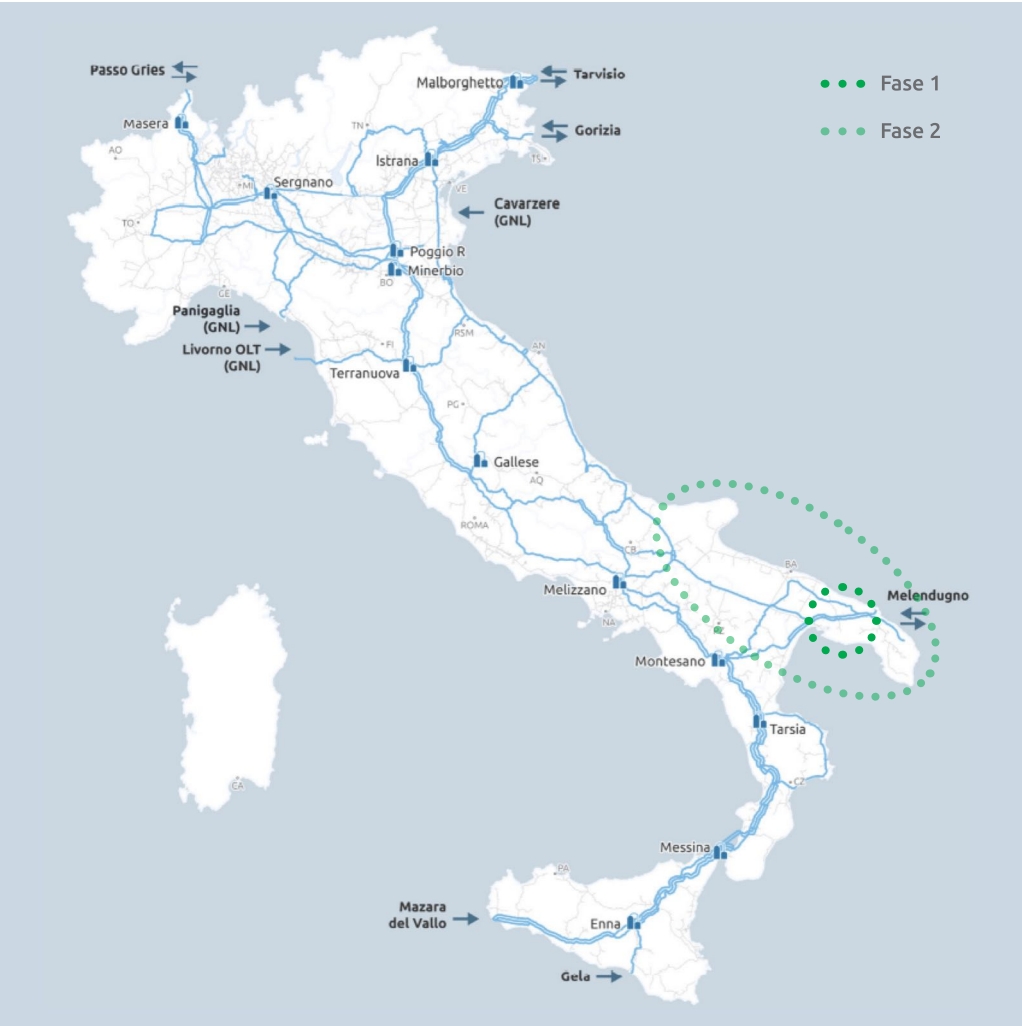 Passo Gries
Tarvisio
Malborghetto
Fase 1
Masera
Gorizia
Fase 2
TN
AO
Istrana
TS
Sergnano
MI
VE
Cavarzere
(GNL)
TO
Poggio R
Minerbio
BO
GE
Panigaglia
(GNL)
RSM
Livorno OLT
(GNL)
FI
AN
Terranuova
PG
Gallese
AQ
ROMA
CB
BA
Melizzano
Melendugno
NA
PZ
Montesano
Tarsia
CA
CZ
Messina
PA
Mazara
del Vallo
Enna
Gela